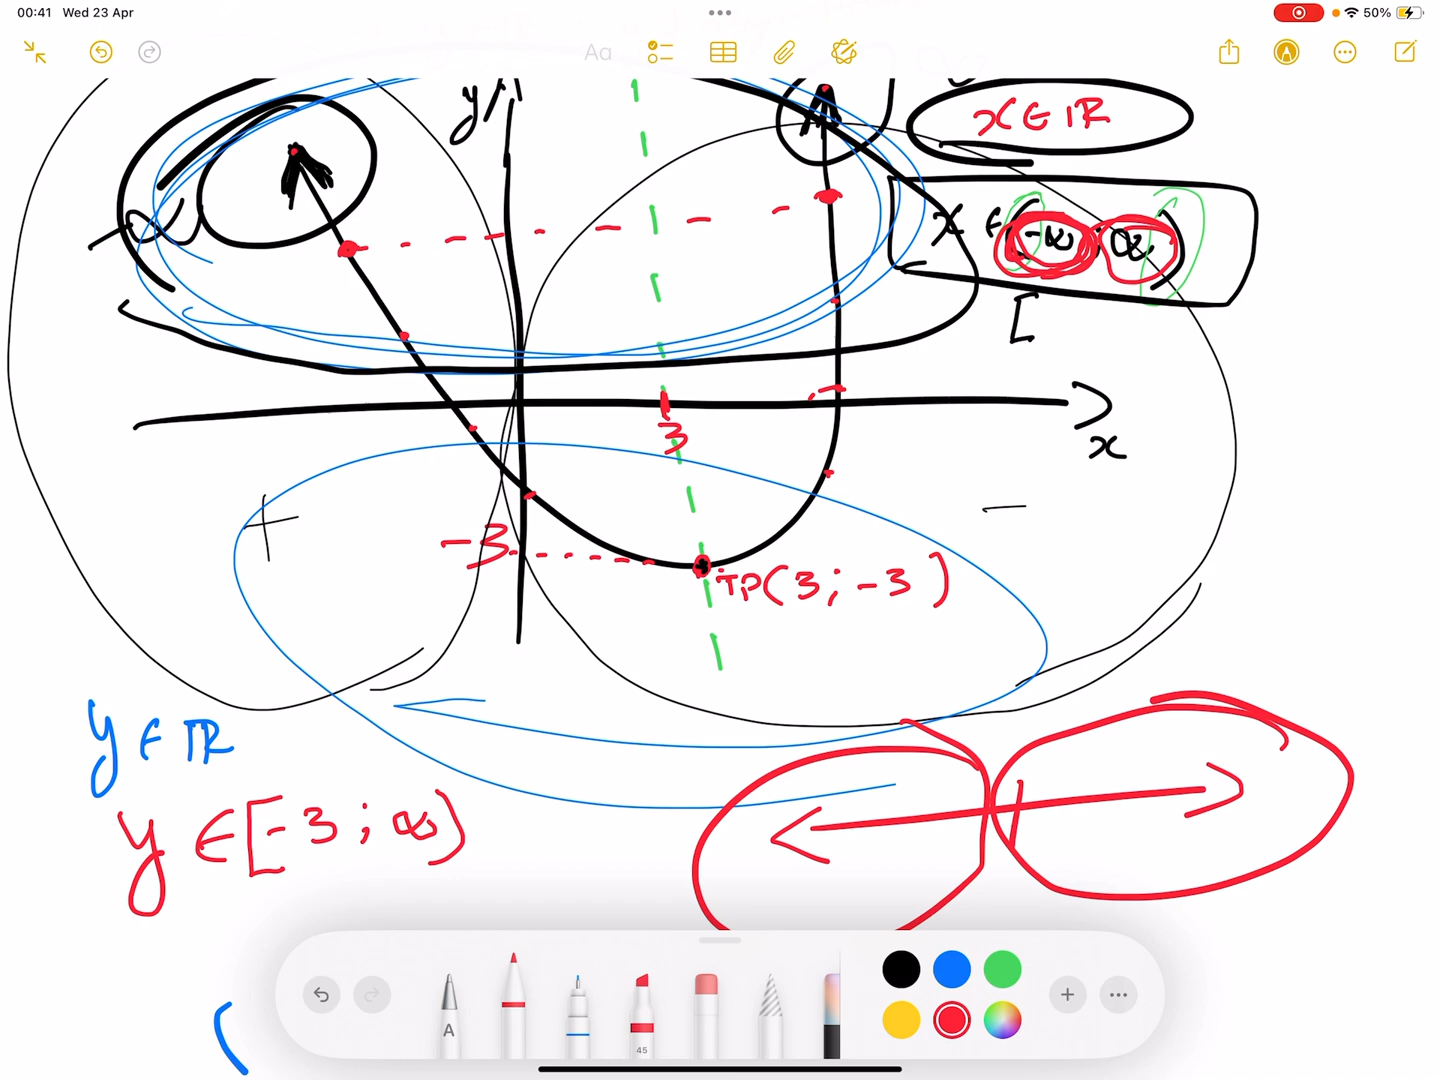 00:41 Wed 23 Apr
50%
Aa
y
x ∈ ℝ
-∞
x ∈ (-∞; ∞)
[
3
x
+
-
-3
TP(3; -3)
y ∈ ℝ
y ∈ [-3; ∞)
A
45